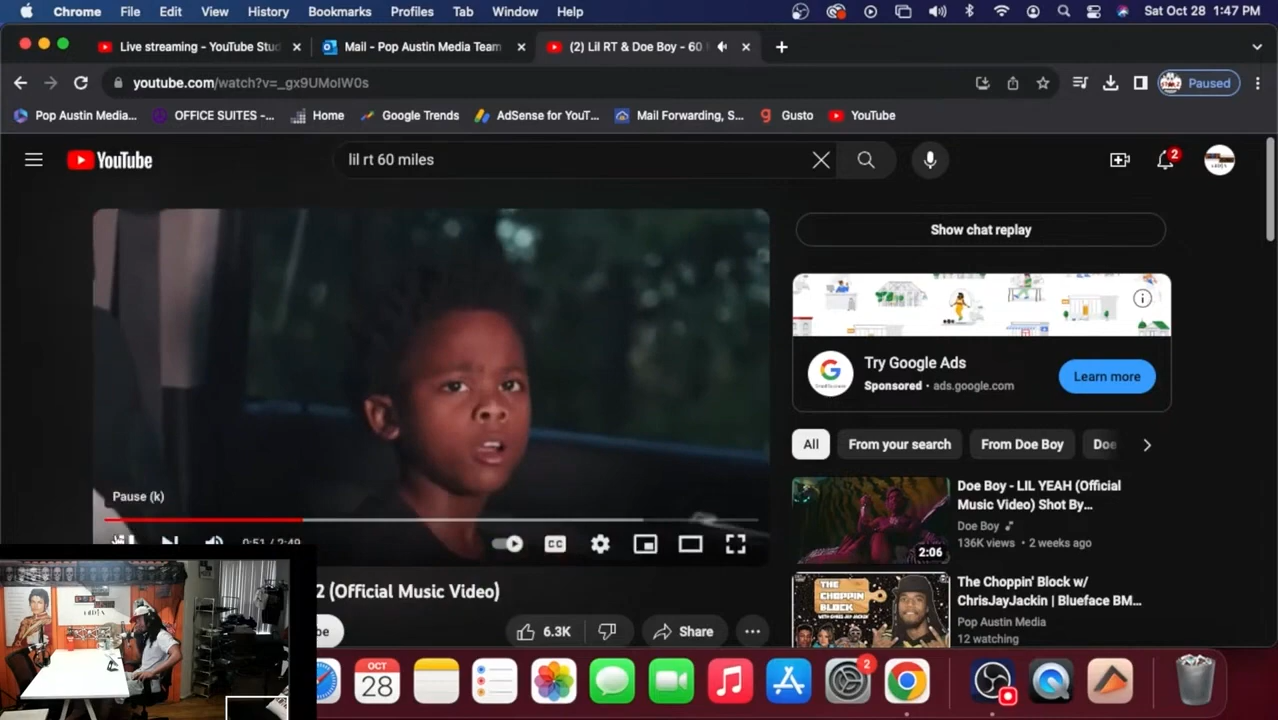 Chrome File Edit View History Bookmarks Profiles Tab Window Help Sat Oct 28 1:47 PM
Live streaming - YouTube Stud Mail - Pop Austin Media Team (2) Lil RT & Doe Boy - 60
youtube.com/watch?v=_gx9UMoIW0s Paused
Pop Austin Media... OFFICE SUITES -... Home Google Trends AdSense for YouT... Mail Forwarding, S... Gusto YouTube
YouTube lil rt 60 miles 2
Show chat replay
Try Google Ads
Sponsored • ads.google.com
Learn more
All From your search From Doe Boy Doe
Pause (k)
0:51 / 2:49
CC
2 (Official Music Video)
be 6.3K Share
Doe Boy - LIL YEAH (Official
Music Video) Shot By...
Doe Boy
136K views • 2 weeks ago
2:06
THE
CHOPPIN'
BLOCK
The Choppin' Block w/
ChrisJayJackin | Blueface BM...
Pop Austin Media
12 watching
OCT
28
2